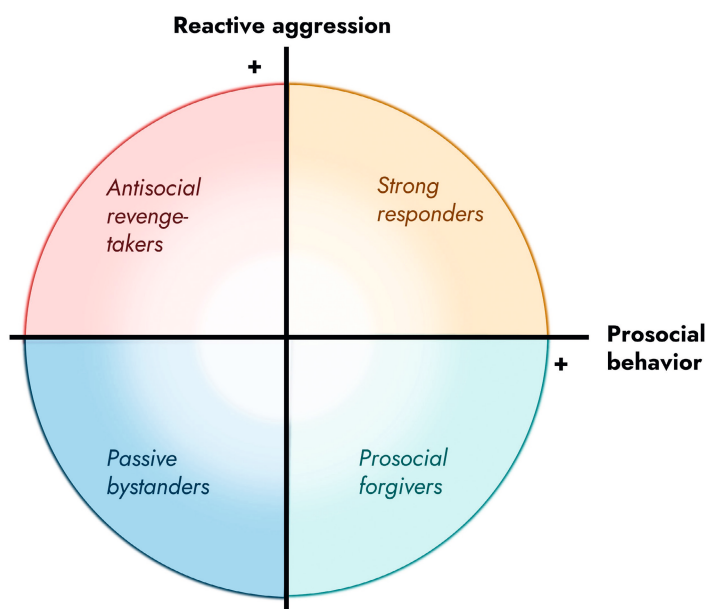 Reactive aggression
+
Antisocial
revenge-
takers
Strong
responders
Prosocial
behavior
+
Passive
bystanders
Prosocial
forgivers